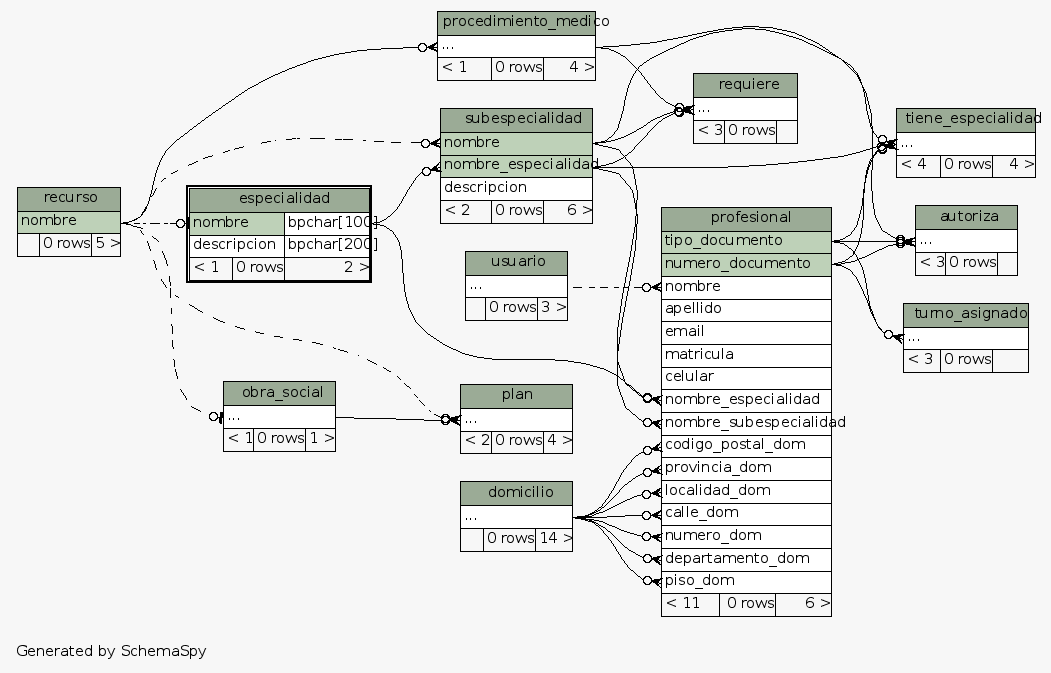 procedimiento_medico
...
< 1 0 rows 4 >
requiere
...
< 3 0 rows
subespecialidad
nombre
nombre_especialidad
descripcion
< 2 0 rows 6 >
tiene_especialidad
...
< 4 0 rows 4 >
recurso
nombre
0 rows 5 >
especialidad
nombre bpchar[100]
descripcion bpchar[200]
< 1 0 rows 2 >
usuario
...
0 rows 3 >
profesional
tipo_documento
numero_documento
nombre
apellido
email
matricula
celular
nombre_especialidad
nombre_subespecialidad
codigo_postal_dom
provincia_dom
localidad_dom
calle_dom
numero_dom
departamento_dom
piso_dom
< 11 0 rows 6 >
autoriza
...
< 3 0 rows
turno_asignado
...
< 3 0 rows
obra_social
...
< 1 0 rows 1 >
plan
...
< 2 0 rows 4 >
domicilio
...
0 rows 14 >
Generated by SchemaSpy